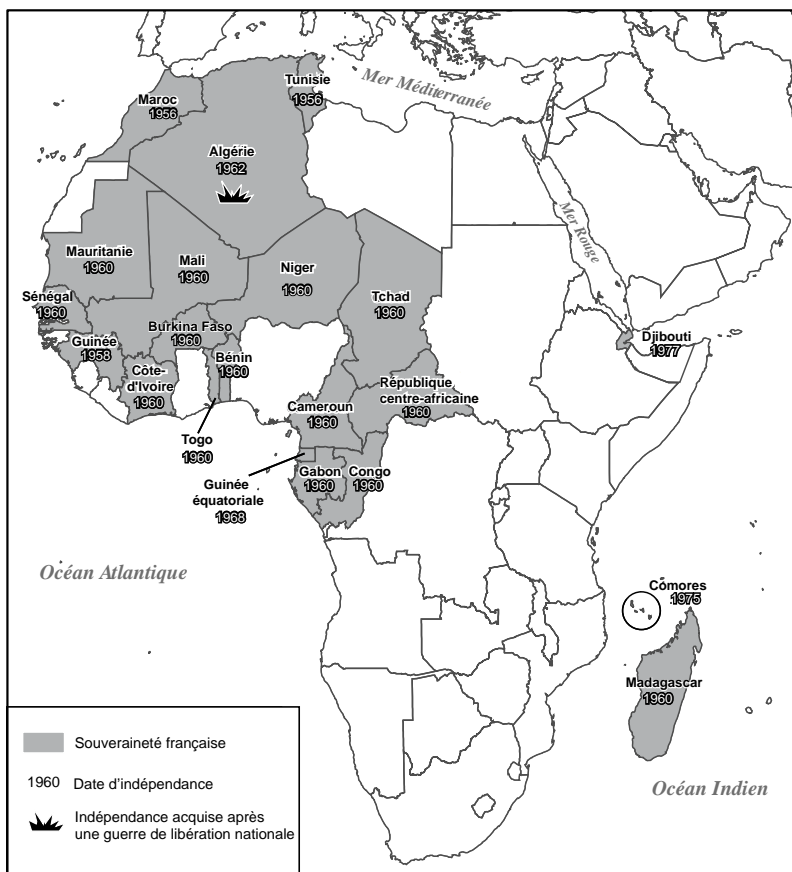 Mer Méditerranée
Tunisie
1956
Maroc
1956
Algérie
1962
Mer Rouge
Mauritanie
1960
Mali
1960
Niger
1960
Tchad
1960
Sénégal
1960
Burkina Faso
1960
Guinée
1958
Bénin
1960
Djibouti
1977
Côte-
d'Ivoire
1960
République
centre-africaine
1960
Cameroun
1960
Togo
1960
Gabon
1960
Congo
1960
Guinée
équatoriale
1968
Océan Atlantique
Comores
1975
Madagascar
1960
Océan Indien
Souveraineté française
1960 Date d'indépendance
Indépendance acquise après
une guerre de libération nationale